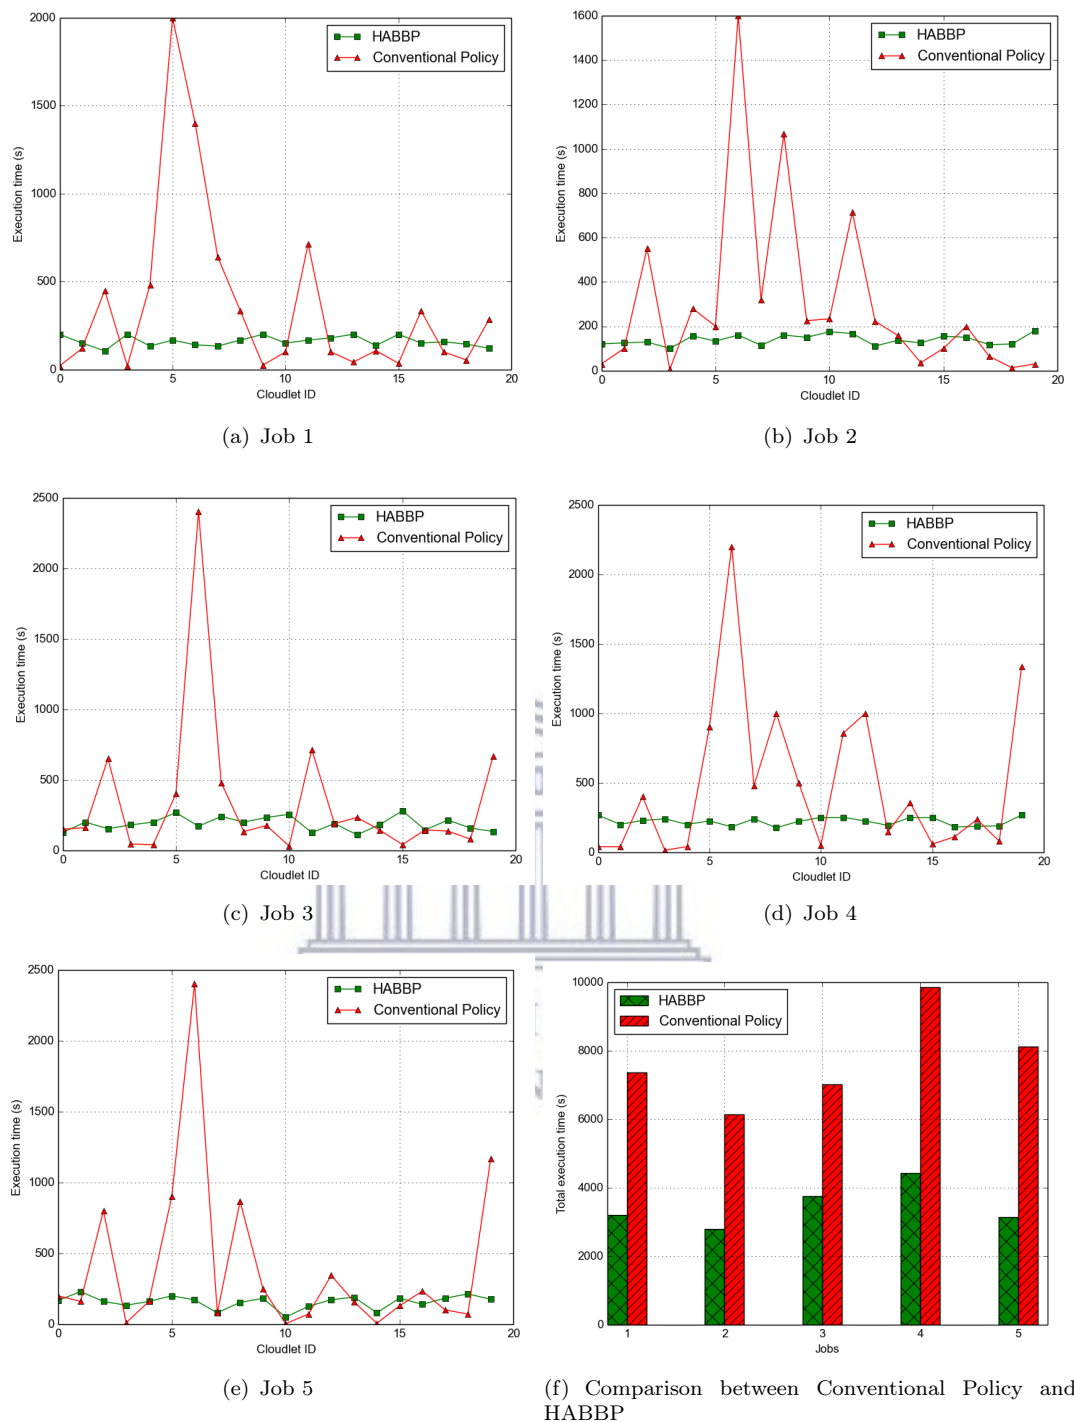 HABBP
Conventional Policy
Execution time (s)
2000
1500
1000
500
0
0 5 10 15 20
Cloudlet ID
(a) Job 1
HABBP
Conventional Policy
Execution time (s)
1600
1400
1200
1000
800
600
400
200
0
0 5 10 15 20
Cloudlet ID
(b) Job 2
HABBP
Conventional Policy
Execution time (s)
2500
2000
1500
1000
500
0
0 5 10 15 20
Cloudlet ID
(c) Job 3
HABBP
Conventional Policy
Execution time (s)
2500
2000
1500
1000
500
0
0 5 10 15 20
Cloudlet ID
(d) Job 4
HABBP
Conventional Policy
Execution time (s)
2500
2000
1500
1000
500
0
0 5 10 15 20
Cloudlet ID
(e) Job 5
HABBP
Conventional Policy
Total execution time (s)
10000
8000
6000
4000
2000
0
1 2 3 4 5
Jobs
(f) Comparison between Conventional Policy and
HABBP